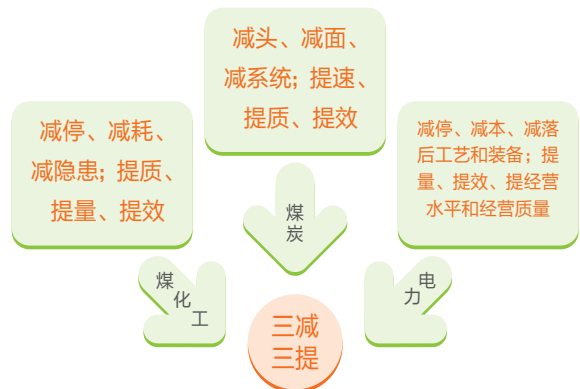 减头、减面、
减系统；提速、
提质、提效
减停、减耗、
减隐患；提质、
提量、提效
减停、减本、减落
后工艺和装备；提
量、提效、提经营
水平和经营质量
煤炭
煤化工
电力
三减
三提